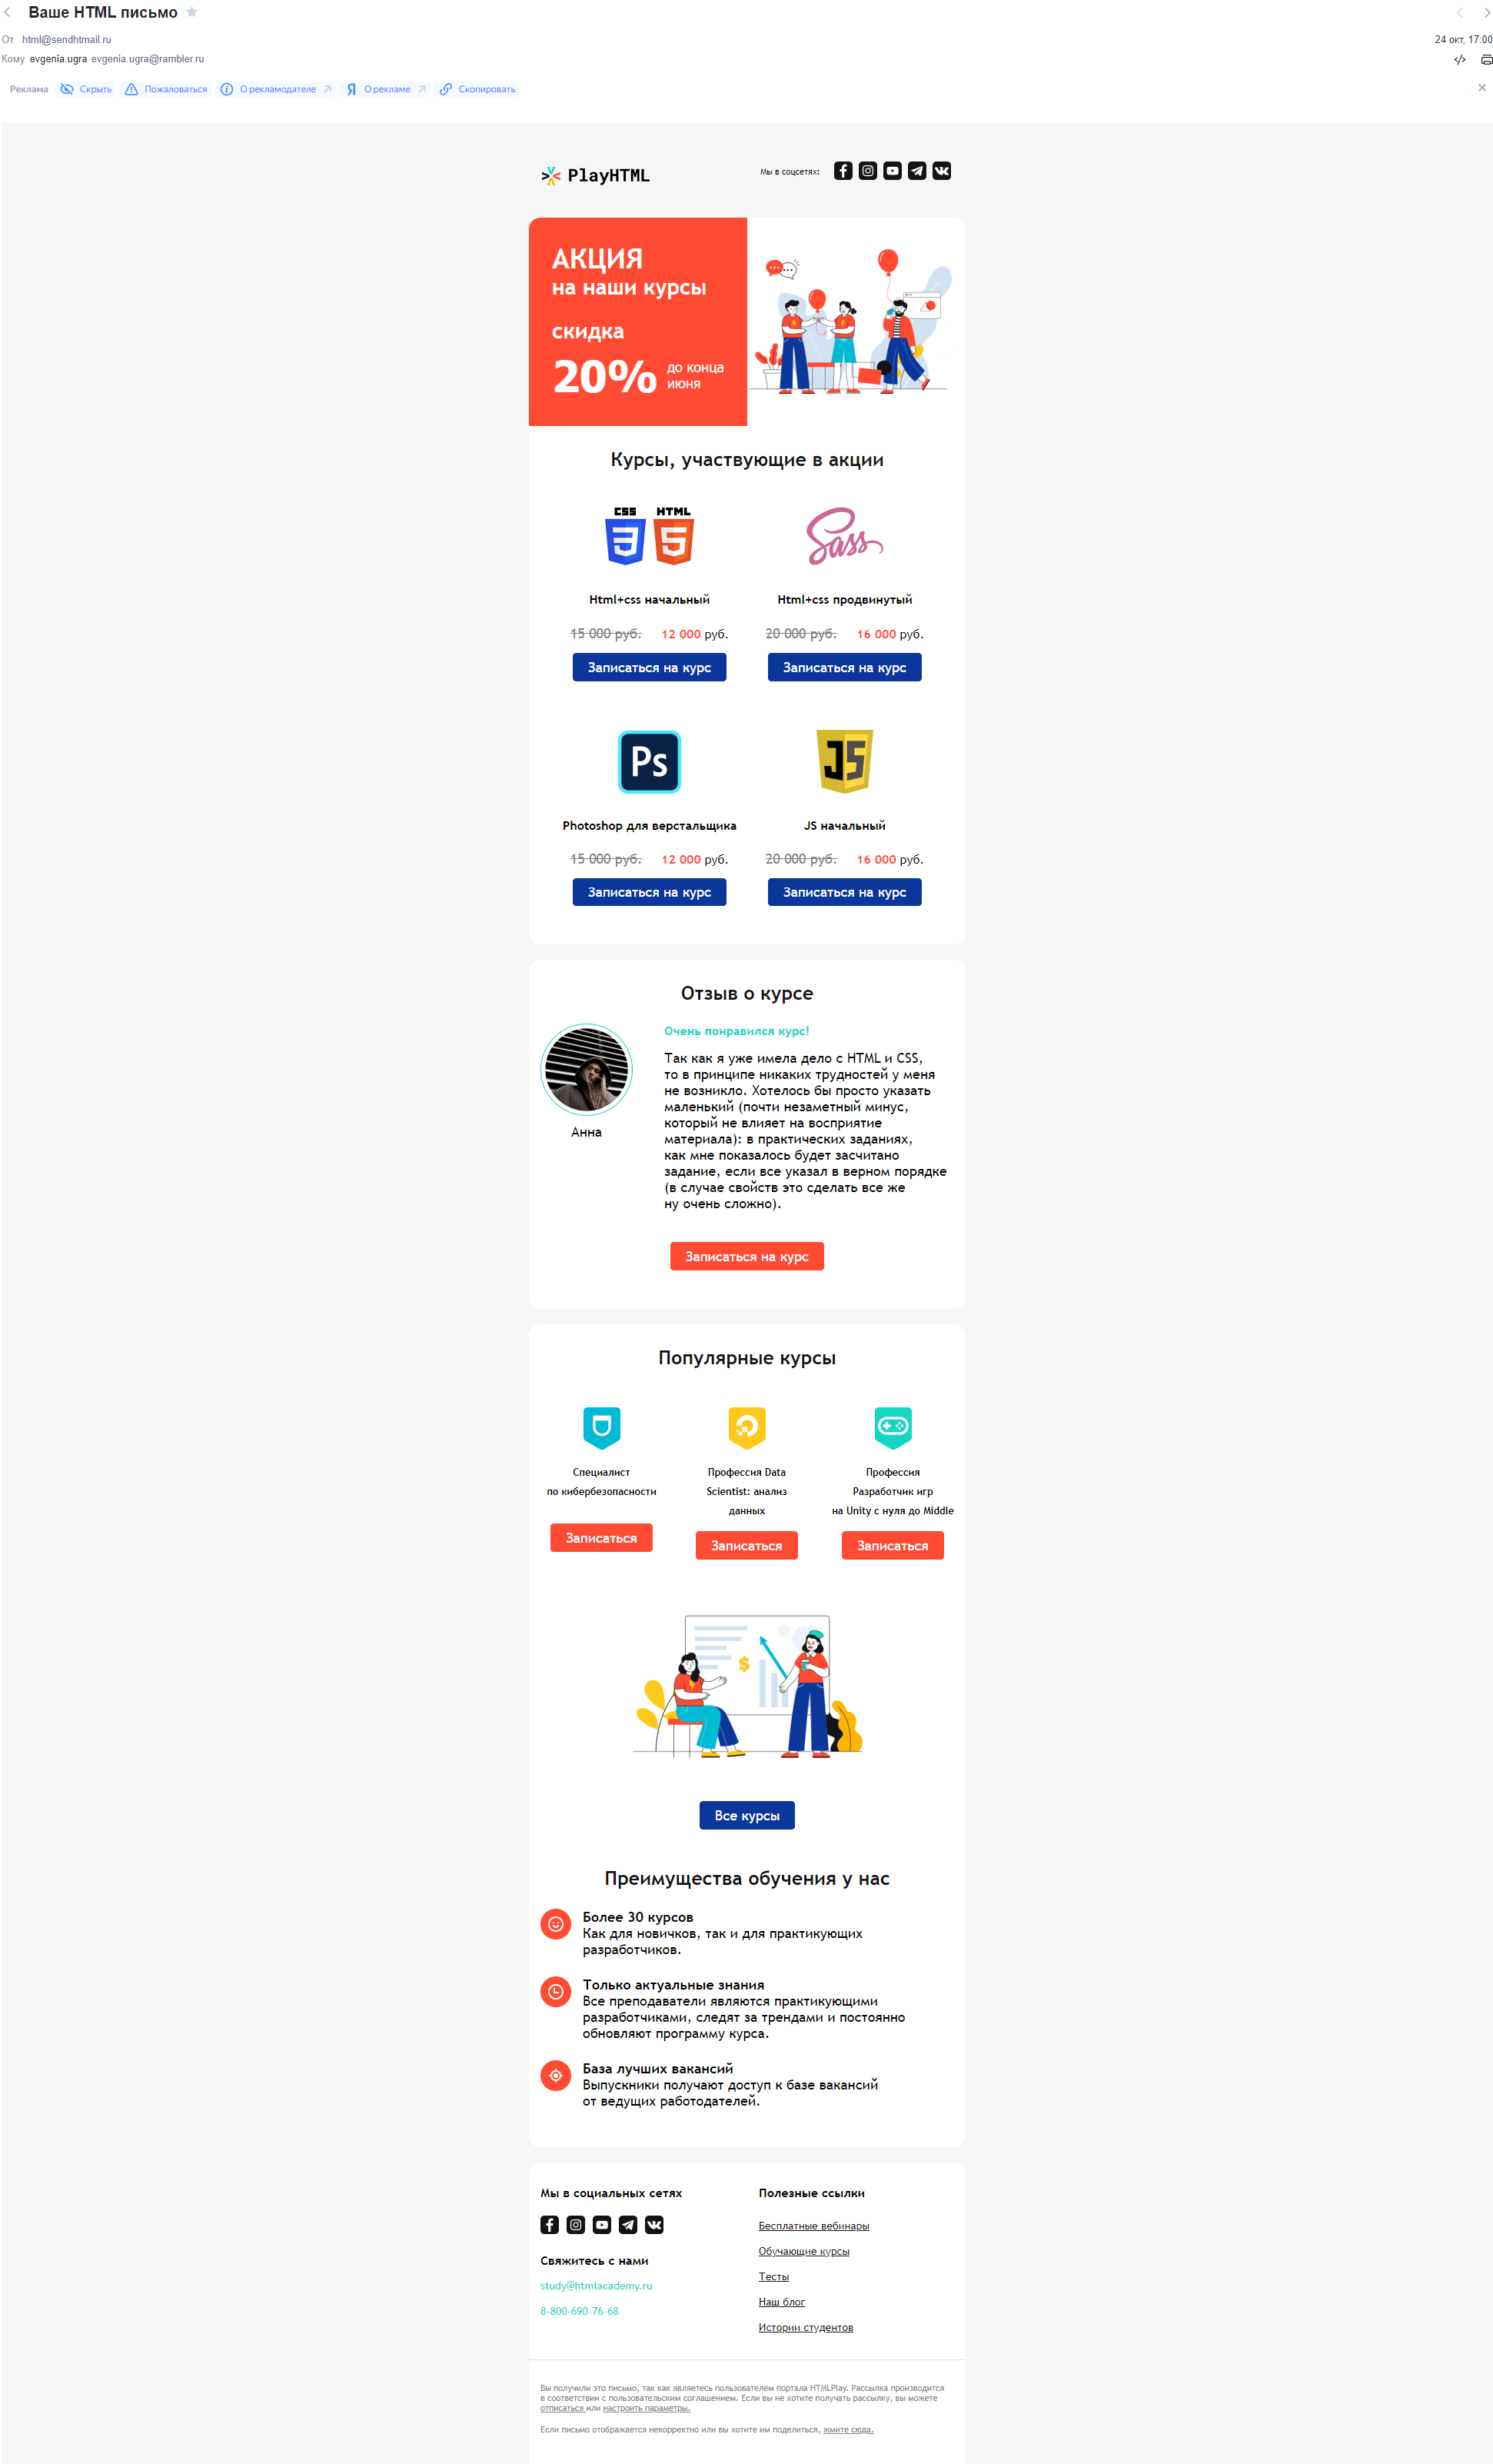 Ваше HTML письмо
От html@sendhtmail.ru
24 окт, 17:00
Кому evgenia.ugra evgenia.ugra@rambler.ru
Реклама Скрыть Пожаловаться О рекламодателе Я О рекламе Скопировать
PlayHTML
Мы в соцсетях:
АКЦИЯ
на наши курсы
скидка
20% до конца
июня
Курсы, участвующие в акции
CSS HTML
3 5
Sass
Html+css начальный
Html+css продвинутый
15 000 руб. 12 000 руб.
20 000 руб. 16 000 руб.
Записаться на курс
Записаться на курс
Ps
JS
Photoshop для верстальщика
JS начальный
15 000 руб. 12 000 руб.
20 000 руб. 16 000 руб.
Записаться на курс
Записаться на курс
Отзыв о курсе
Анна
Очень понравился курс!
Так как я уже имела дело с HTML и CSS,
то в принципе никаких трудностей у меня
не возникло. Хотелось бы просто указать
маленький (почти незаметный минус,
который не влияет на восприятие
материала): в практических заданиях,
как мне показалось будет засчитано
задание, если все указал в верном порядке
(в случае свойств это сделать все же
ну очень сложно).
Записаться на курс
Популярные курсы
Специалист
по кибербезопасности
Записаться
Профессия Data
Scientist: анализ
данных
Записаться
Профессия
Разработчик игр
на Unity с нуля до Middle
Записаться
$
Все курсы
Преимущества обучения у нас
Более 30 курсов
Как для новичков, так и для практикующих
разработчиков.
Только актуальные знания
Все преподаватели являются практикующими
разработчиками, следят за трендами и постоянно
обновляют программу курса.
База лучших вакансий
Выпускники получают доступ к базе вакансий
от ведущих работодателей.
Мы в социальных сетях
Свяжитесь с нами
study@htmlacademy.ru
8-800-690-76-68
Полезные ссылки
Бесплатные вебинары
Обучающие курсы
Тесты
Наш блог
Истории студентов
Вы получили это письмо, так как являетесь пользователем портала HTMLPlay. Рассылка производится
в соответствии с пользовательским соглашением. Если вы не хотите получать рассылку, вы можете
отписаться или настроить параметры.
Если письмо отображается некорректно или вы хотите им поделиться, жмите сюда.